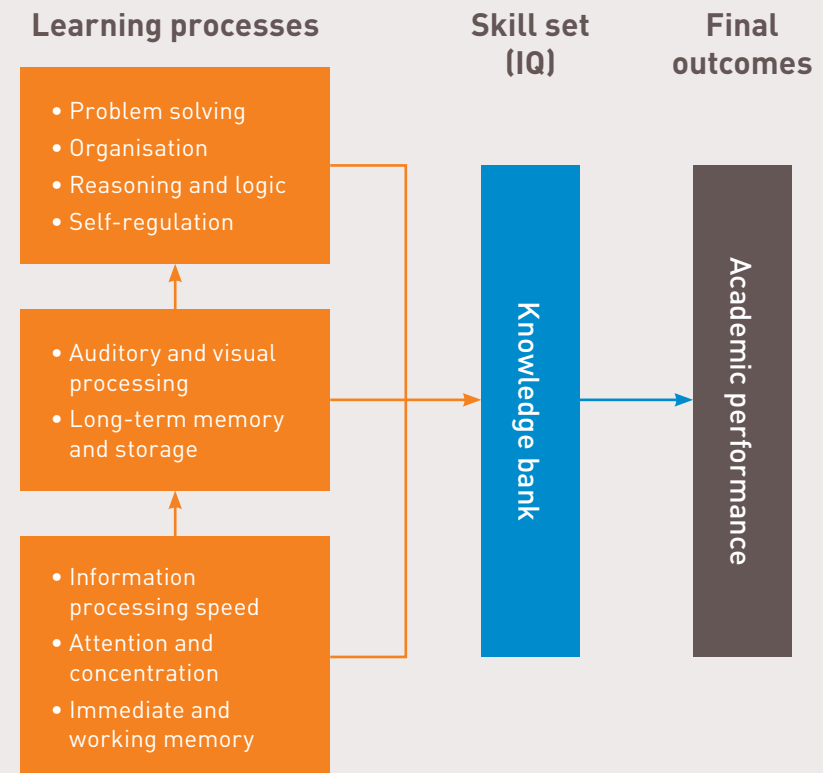 Learning processes
Skill set
(IQ)
Final
outcomes
• Problem solving
• Organisation
• Reasoning and logic
• Self-regulation
• Auditory and visual
processing
• Long-term memory
and storage
• Information
processing speed
• Attention and
concentration
• Immediate and
working memory
Knowledge bank
Academic performance